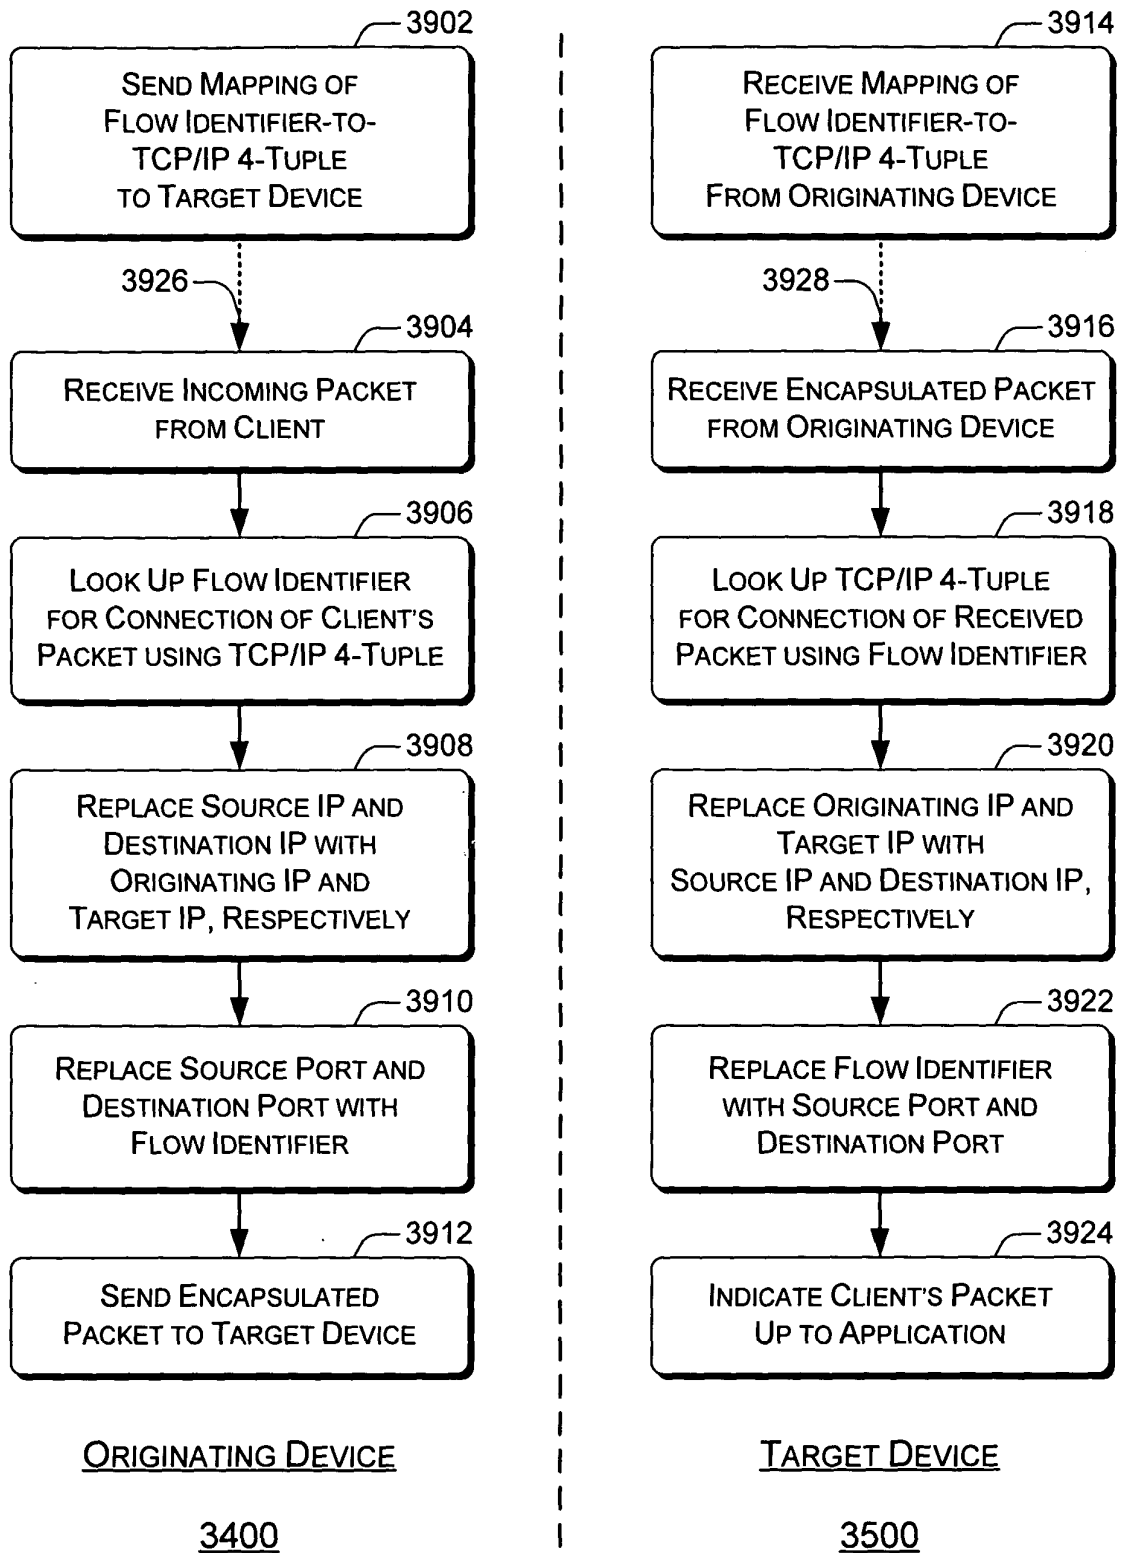 3902
SEND MAPPING OF
FLOW IDENTIFIER-TO-
TCP/IP 4-TUPLE
TO TARGET DEVICE
3926
3904
RECEIVE INCOMING PACKET
FROM CLIENT
3906
LOOK UP FLOW IDENTIFIER
FOR CONNECTION OF CLIENT'S
PACKET USING TCP/IP 4-TUPLE
3908
REPLACE SOURCE IP AND
DESTINATION IP WITH
ORIGINATING IP AND
TARGET IP, RESPECTIVELY
3910
REPLACE SOURCE PORT AND
DESTINATION PORT WITH
FLOW IDENTIFIER
3912
SEND ENCAPSULATED
PACKET TO TARGET DEVICE
ORIGINATING DEVICE
3400
3914
RECEIVE MAPPING OF
FLOW IDENTIFIER-TO-
TCP/IP 4-TUPLE
FROM ORIGINATING DEVICE
3928
3916
RECEIVE ENCAPSULATED PACKET
FROM ORIGINATING DEVICE
3918
LOOK UP TCP/IP 4-TUPLE
FOR CONNECTION OF RECEIVED
PACKET USING FLOW IDENTIFIER
3920
REPLACE ORIGINATING IP AND
TARGET IP WITH
SOURCE IP AND DESTINATION IP,
RESPECTIVELY
3922
REPLACE FLOW IDENTIFIER
WITH SOURCE PORT AND
DESTINATION PORT
3924
INDICATE CLIENT'S PACKET
UP TO APPLICATION
TARGET DEVICE
3500